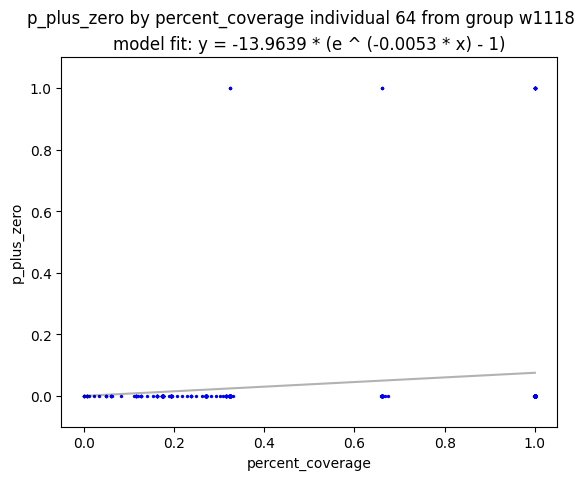 p_plus_zero by percent_coverage individual 64 from group w1118
model fit: y = -13.9639 * (e ^ (-0.0053 * x) - 1)
1.0
0.8
0.6
0.4
0.2
0.0
p_plus_zero
0.0 0.2 0.4 0.6 0.8 1.0
percent_coverage